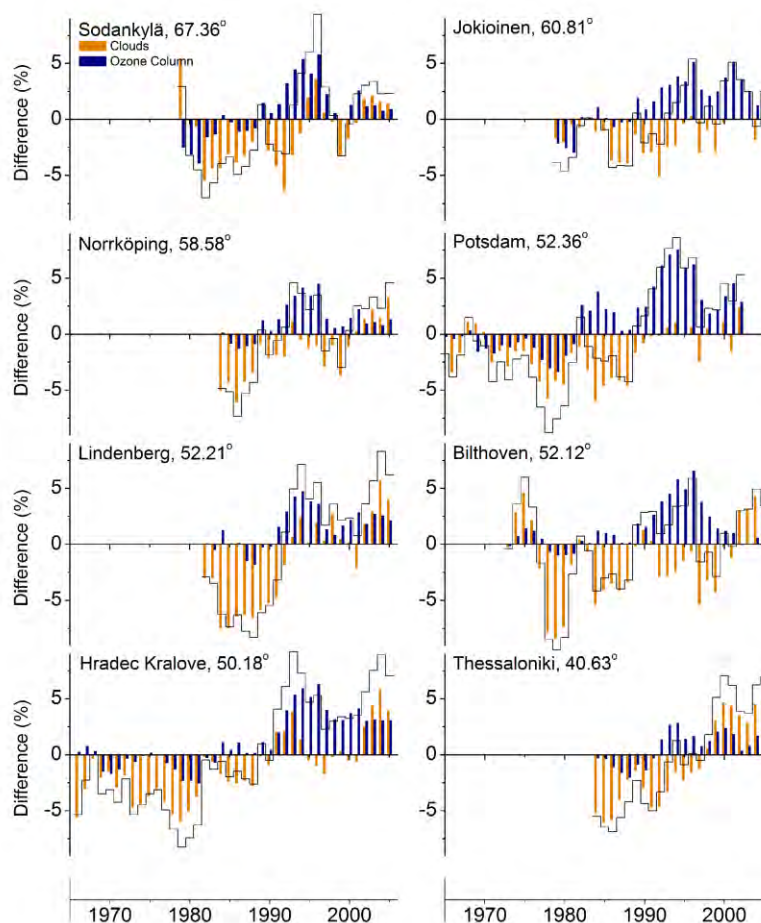 Sodankylä, 67.36°
Clouds
Ozone Column
Jokioinen, 60.81°
Difference (%)
5
0
-5
Norrköping, 58.58°
Potsdam, 52.36°
Difference (%)
5
0
-5
Lindenberg, 52.21°
Bilthoven, 52.12°
Difference (%)
5
0
-5
Hradec Kralove, 50.18°
Thessaloniki, 40.63°
Difference (%)
5
0
-5
1970 1980 1990 2000 1970 1980 1990 2000